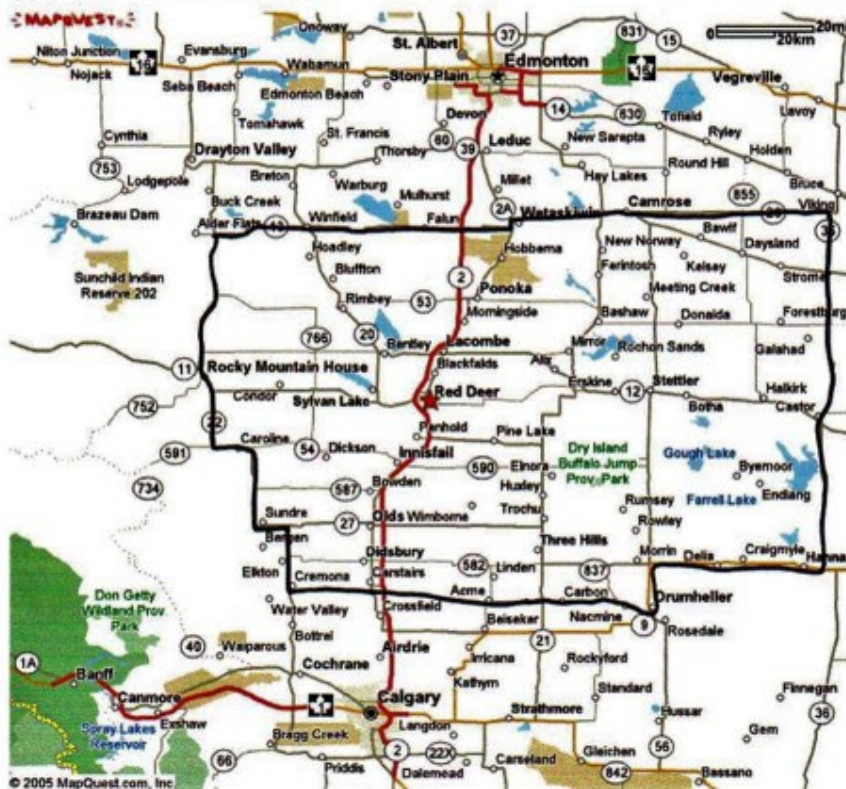 MAPQUEST
20mi
0 20km
Onoway 37 831 15
St. Albert
Niton Junction Evansburg Wabamun Edmonton
Nojack 16 Seba Beach Stony Plain 16 Vegreville
Edmonton Beach 14 630 Lavoy
Tomahawk Devon Tofield
Cynthia St. Francis 60 39 New Sarepta Ryley
Drayton Valley Thorsby Leduc Holden
753 Lodgepole Breton Warburg Hay Lakes Round Hill 855
Buck Creek Mulhurst Millet Bruce
Brazeau Dam Winfield Falun 2A Wetaskiwin Camrose Viking
Alder Flats 13 36
Hoadley Hobbema New Norway Bawlf Daysland
Sunchild Indian Bluffton 2 Ferintosh Kelsey
Reserve 202 Ponoka Meeting Creek Strome
Rimbey 53 Morningside Bashaw Donalda Forestburg
766 20 Lacombe Mirror
11 Bentley Blackfalds Alix Rochon Sands Galahad
Rocky Mountain House Red Deer Erskine Stettler
752 Condor Sylvan Lake 12 Halkirk
22 Penhold Botha Castor
Caroline 54 Dickson Pine Lake
591 Innisfail 590 Elnora Dry Island Gough Lake Byemoor
734 587 Bowden Huxley Buffalo Jump
Prov. Park Farrell Lake Endiang
Sundre 27 Olds Wimborne Trochu Rumsey
Bergen Rowley
Didsbury Three Hills Morrin Craigmyle
Elkton 582 837 Delia Hanna
Cremona Carstairs Linden
Acme Carbon Drumheller
Don Getty
Wildland Prov
Park
Water Valley Crossfield Beiseker Nacmine 9 Rosedale
40 Waiparous Bottrel 21
Airdrie Irricana Rockyford
1A Banff Cochrane Kathyrn Finnegan
Canmore Calgary Standard
Exshaw 1 Strathmore Hussar 36
Spray Lakes
Reservoir
Bragg Creek Langdon Gem
66 2 22X Gleichen 56
Priddis Dalemead Carseland 842 Bassano
© 2005 MapQuest.com, Inc